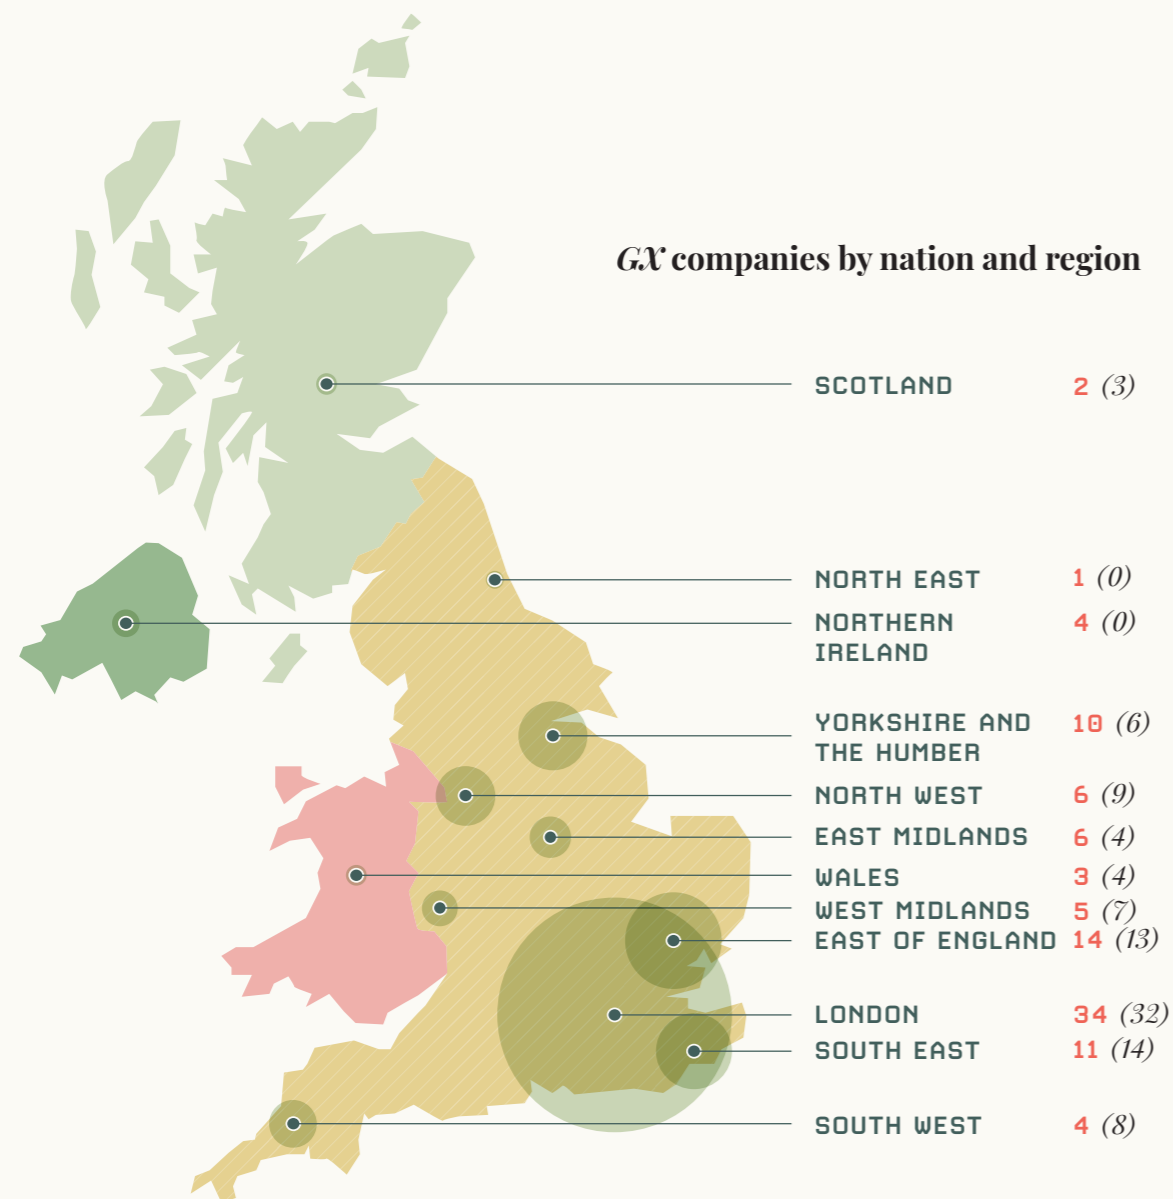 GX companies by nation and region
SCOTLAND 2 (3)
NORTH EAST 1 (0)
NORTHERN 4 (0)
IRELAND
YORKSHIRE AND 10 (6)
THE HUMBER
NORTH WEST 6 (9)
EAST MIDLANDS 6 (4)
WALES 3 (4)
WEST MIDLANDS 5 (7)
EAST OF ENGLAND 14 (13)
LONDON 34 (32)
SOUTH EAST 11 (14)
SOUTH WEST 4 (8)